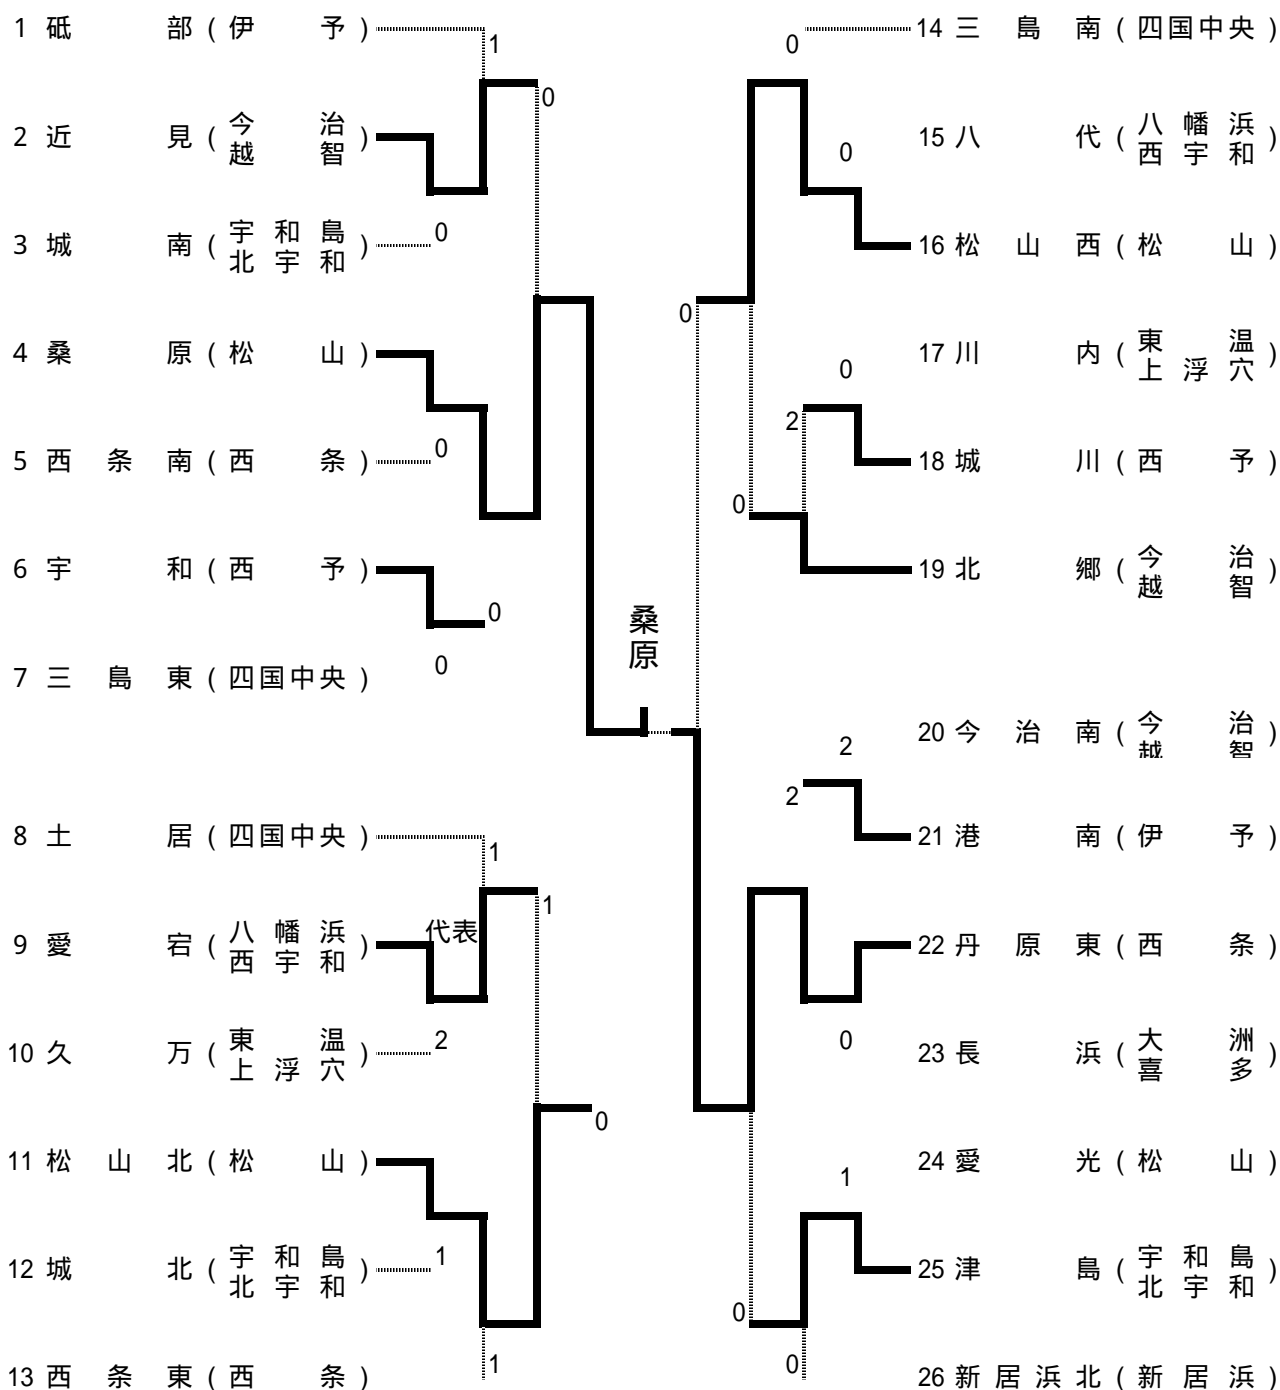 1 砥 部 ( 伊 予 )
1
0
2 近 見 ( 今 治 越 智 )
3 城 南 ( 宇 和 島 北 宇 和 )
0
4 桑 原 ( 松 山 )
5 西 条 南 ( 西 条 )
0
6 宇 和 ( 西 予 )
0
7 三 島 東 ( 四国中央 )
0
8 土 居 ( 四国中央 )
1
1
9 愛 宕 ( 八 幡 浜 西 宇 和 )
代表
10 久 万 ( 東 温 上 浮 穴 )
2
0
11 松 山 北 ( 松 山 )
12 城 北 ( 宇 和 島 北 宇 和 )
1
13 西 条 東 ( 西 条 )
1
桑原
0
14 三 島 南 ( 四国中央 )
15 八 代 ( 八 幡 浜 西 宇 和 )
0
16 松 山 西 ( 松 山 )
0
17 川 内 ( 東 温 上 浮 穴 )
0
2
18 城 川 ( 西 予 )
0
19 北 郷 ( 今 治 越 智 )
20 今 治 南 ( 今 治 越 智 )
2
2
21 港 南 ( 伊 予 )
22 丹 原 東 ( 西 条 )
23 長 浜 ( 大 洲 喜 多 )
0
24 愛 光 ( 松 山 )
1
25 津 島 ( 宇 和 島 北 宇 和 )
0
26 新 居 浜 北 ( 新 居 浜 )
0